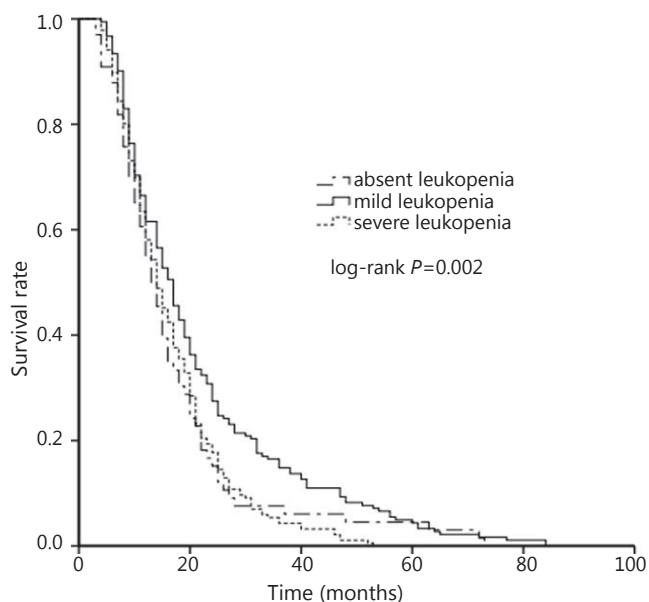 1.0
0.8
0.6
0.4
0.2
0.0
Survival rate
absent leukopenia
mild leukopenia
severe leukopenia
log-rank P=0.002
0 20 40 60 80 100
Time (months)